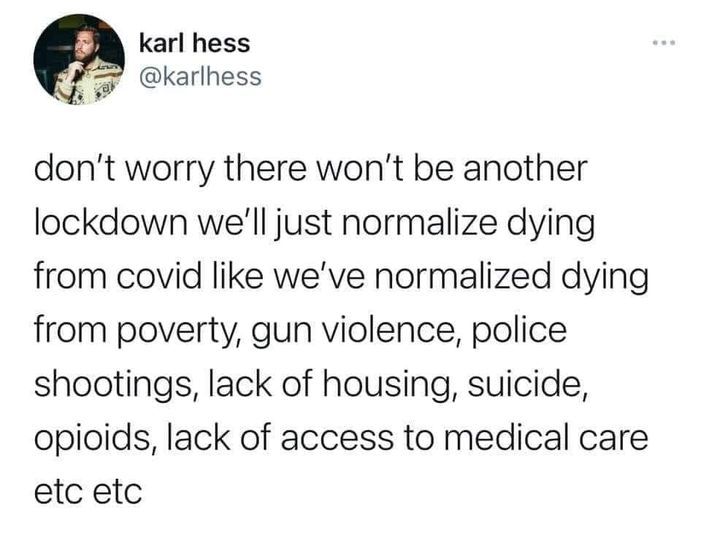 karl hess
@karlhess
don't worry there won't be another
lockdown we'll just normalize dying
from covid like we've normalized dying
from poverty, gun violence, police
shootings, lack of housing, suicide,
opioids, lack of access to medical care
etc etc